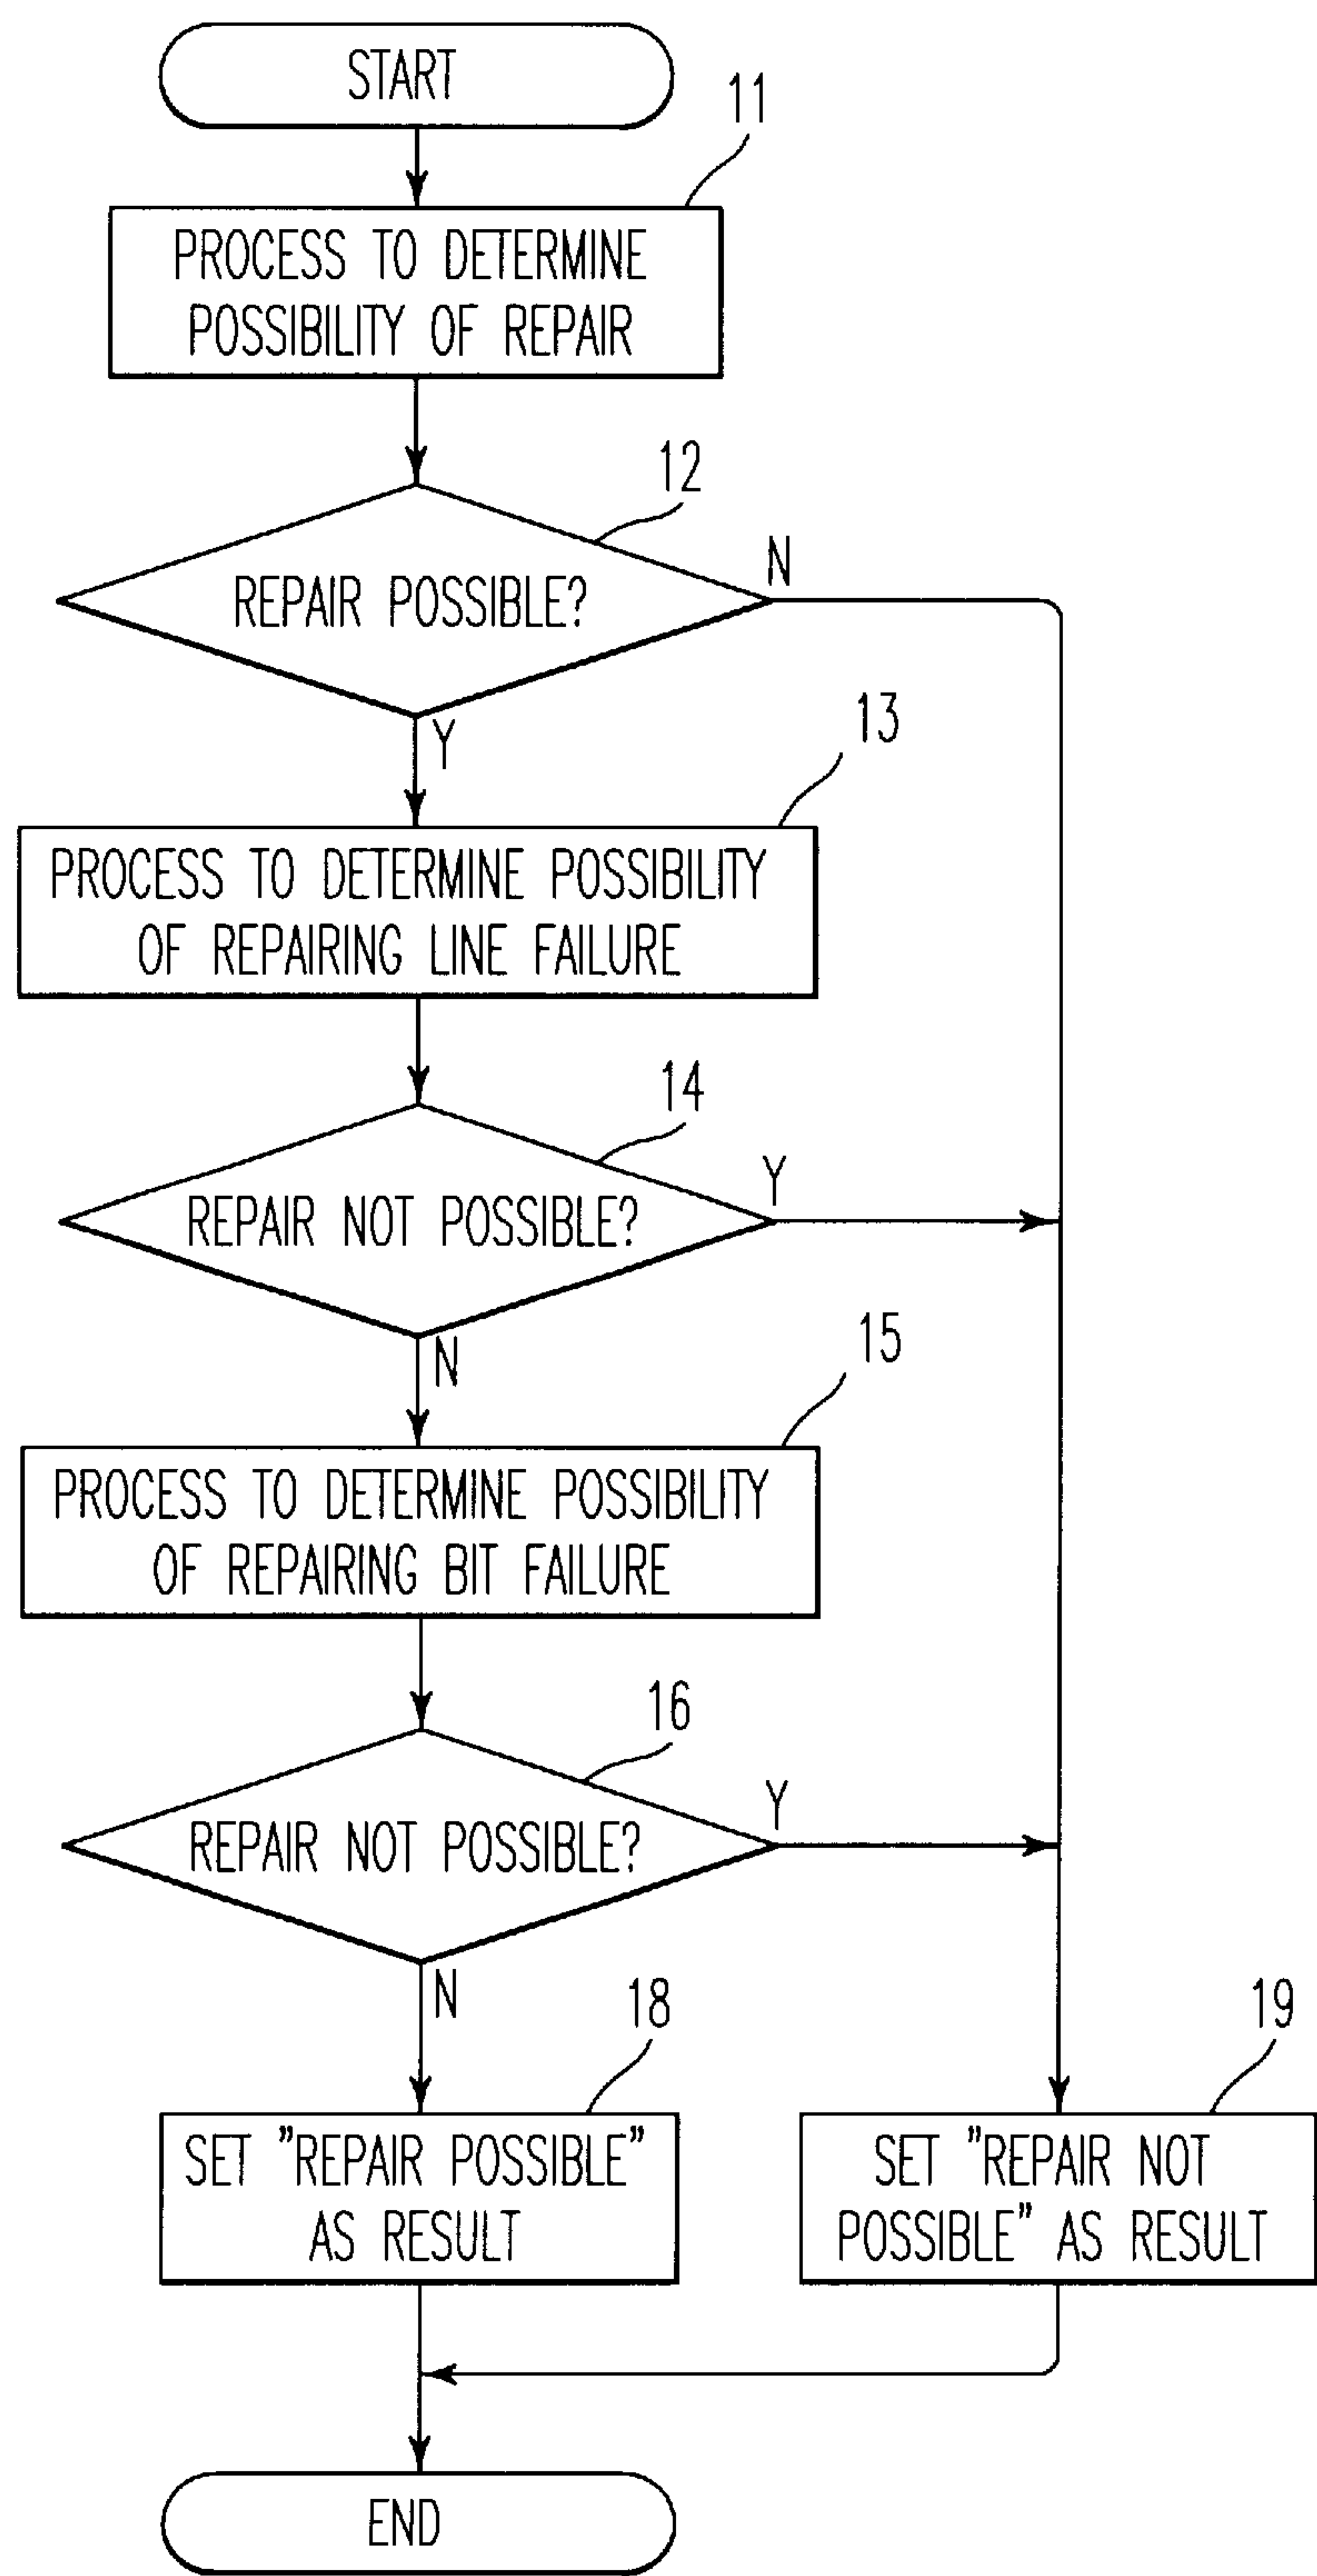 START
11
PROCESS TO DETERMINE
POSSIBILITY OF REPAIR
12
REPAIR POSSIBLE?
N
Y
13
PROCESS TO DETERMINE POSSIBILITY
OF REPAIRING LINE FAILURE
14
REPAIR NOT POSSIBLE?
Y
N
15
PROCESS TO DETERMINE POSSIBILITY
OF REPAIRING BIT FAILURE
16
REPAIR NOT POSSIBLE?
Y
N
18
SET "REPAIR POSSIBLE"
AS RESULT
19
SET "REPAIR NOT
POSSIBLE" AS RESULT
END